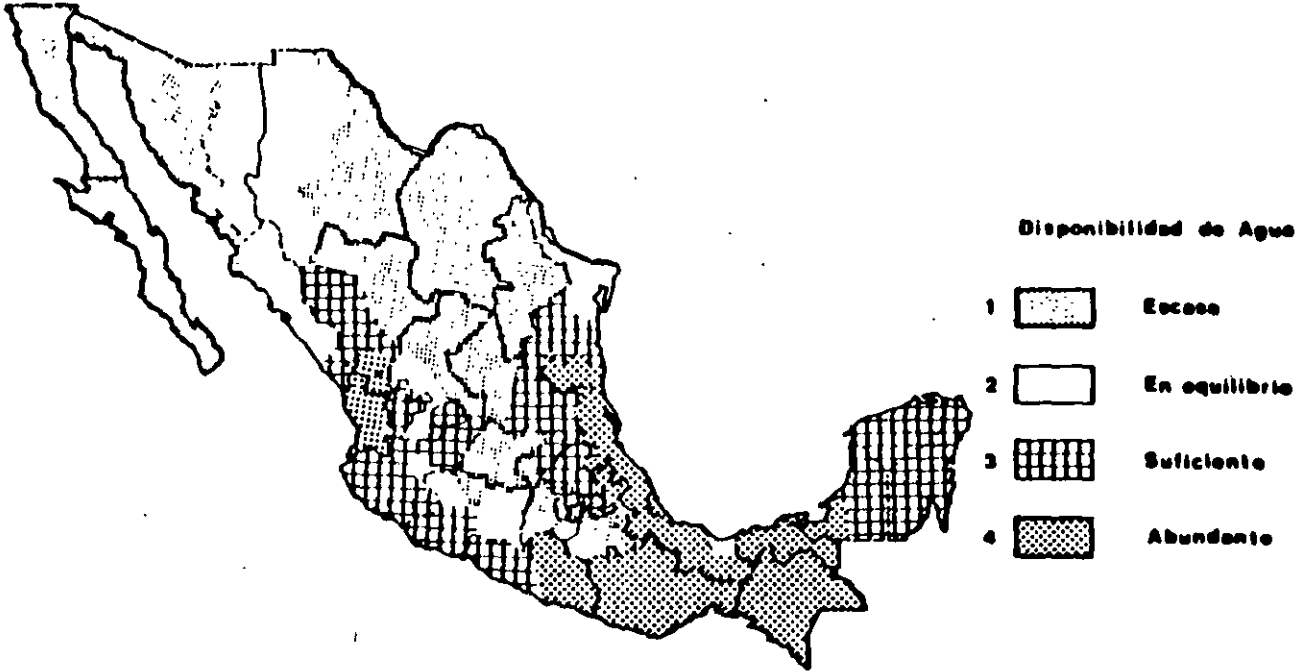 Disponibilidad de Agua
1 Escasa
2 En equilibrio
3 Suficiente
4 Abundante